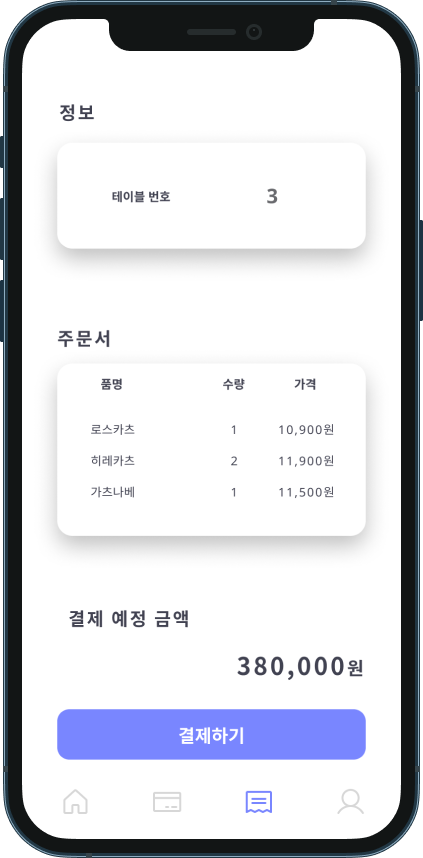 정보
테이블 번호 3
주문서
품명 수량 가격
로스카츠 1 10,900원
히레카츠 2 11,900원
가츠나베 1 11,500원
결제 예정 금액
380,000원
결제하기